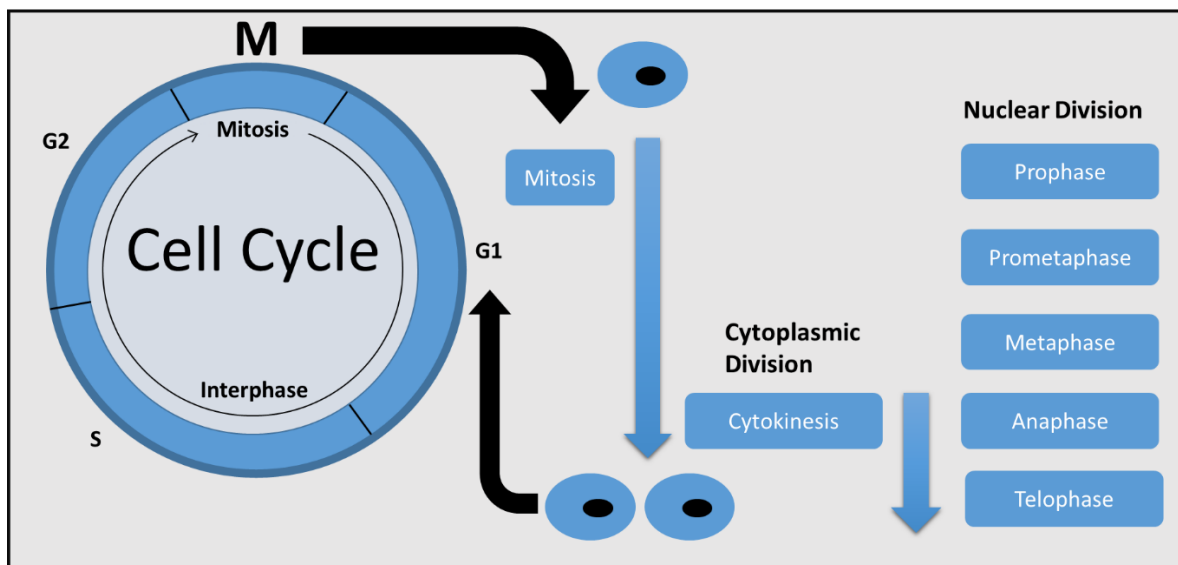 M
G2
Mitosis
Cell Cycle
G1
Interphase
S
Mitosis
Cytoplasmic
Division
Cytokinesis
Nuclear Division
Prophase
Prometaphase
Metaphase
Anaphase
Telophase